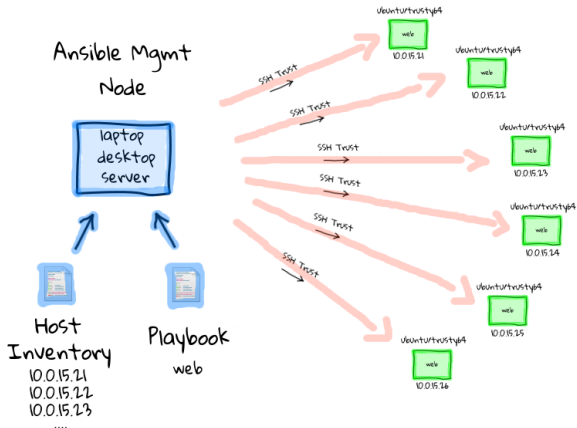 Ansible Mgmt
Node
laptop
desktop
server
Host
Inventory
10.0.15.21
10.0.15.22
10.0.15.23
....
Playbook
web
SSH Trust
SSH Trust
SSH Trust
SSH Trust
SSH Trust
SSH Trust
Ubuntu/trusty64
web
10.0.15.21
Ubuntu/trusty64
web
10.0.15.22
Ubuntu/trusty64
web
10.0.15.23
Ubuntu/trusty64
web
10.0.15.24
Ubuntu/trusty64
web
10.0.15.25
Ubuntu/trusty64
web
10.0.15.26